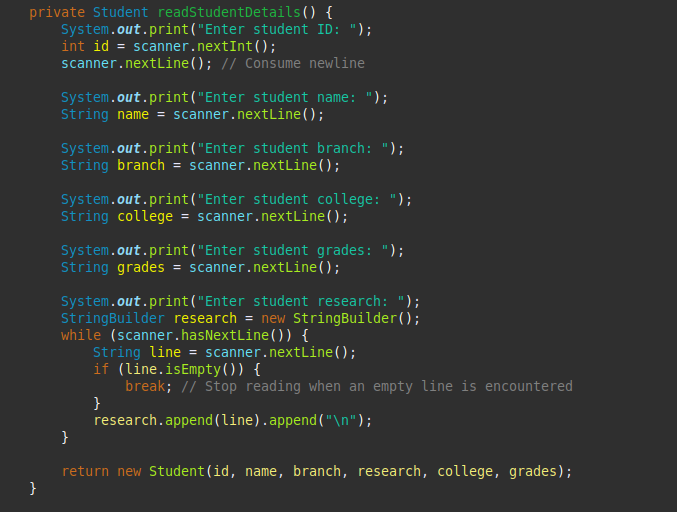 private Student readStudentDetails() {
    System.out.print("Enter student ID: ");
    int id = scanner.nextInt();
    scanner.nextLine(); // Consume newline

    System.out.print("Enter student name: ");
    String name = scanner.nextLine();

    System.out.print("Enter student branch: ");
    String branch = scanner.nextLine();

    System.out.print("Enter student college: ");
    String college = scanner.nextLine();

    System.out.print("Enter student grades: ");
    String grades = scanner.nextLine();

    System.out.print("Enter student research: ");
    StringBuilder research = new StringBuilder();
    while (scanner.hasNextLine()) {
        String line = scanner.nextLine();
        if (line.isEmpty()) {
            break; // Stop reading when an empty line is encountered
        }
        research.append(line).append("\n");
    }

    return new Student(id, name, branch, research, college, grades);
}